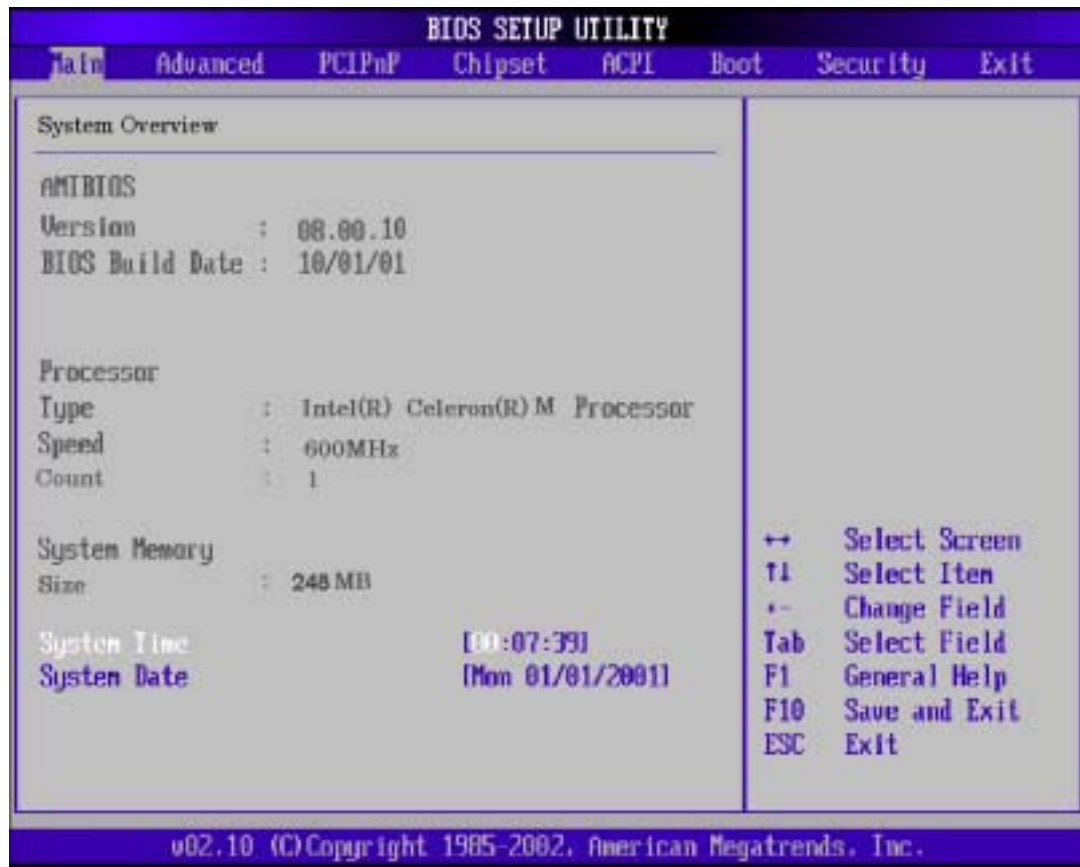 BIOS SETUP UTILITY
Main Advanced PCIPnP Chipset ACPI Boot Security Exit
System Overview
AMIBIOS
Version : 08.00.10
BIOS Build Date : 10/01/01
Processor
Type : Intel(R) Celeron(R) M Processor
Speed : 600MHz
Count : 1
System Memory
Size : 248 MB
System Time [00:07:39]
System Date [Mon 01/01/2001]
↔ Select Screen
↑↓ Select Item
+- Change Field
Tab Select Field
F1 General Help
F10 Save and Exit
ESC Exit
v02.10 (C)Copyright 1985-2002, American Megatrends, Inc.